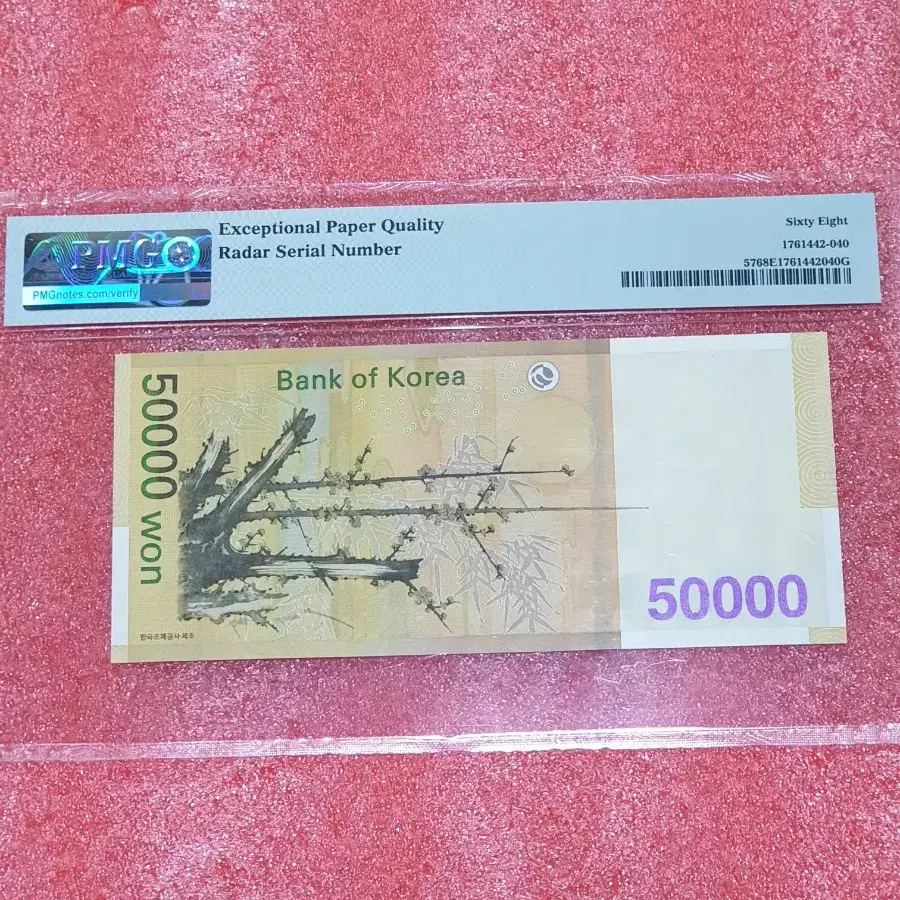 PMG
PMGnotes.com/verify
Exceptional Paper Quality
Radar Serial Number
Sixty Eight
1761442-040
5768E1761442040G
Bank of Korea
50000 won
한국조폐공사 제조
50000